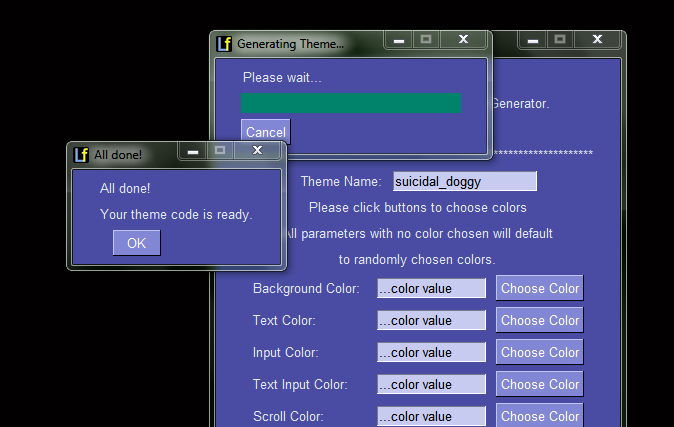 Lf Generating Theme...
Please wait...
Generator.
Cancel
********************
Lf All done!
All done!
Your theme code is ready.
OK
Theme Name: suicidal_doggy
Please click buttons to choose colors
All parameters with no color chosen will default
to randomly chosen colors.
Background Color: ...color value Choose Color
Text Color: ...color value Choose Color
Input Color: ...color value Choose Color
Text Input Color: ...color value Choose Color
Scroll Color: ...color value Choose Color